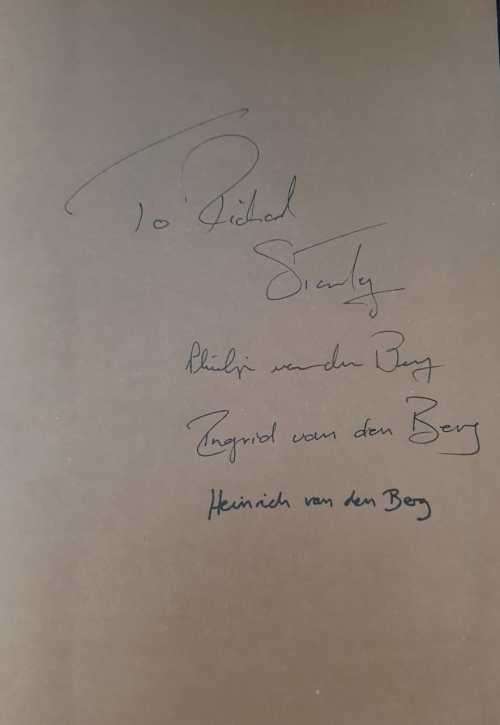 To Richard
Stanley
Philip van den Berg
Ingrid van den Berg
Heinrich van den Berg